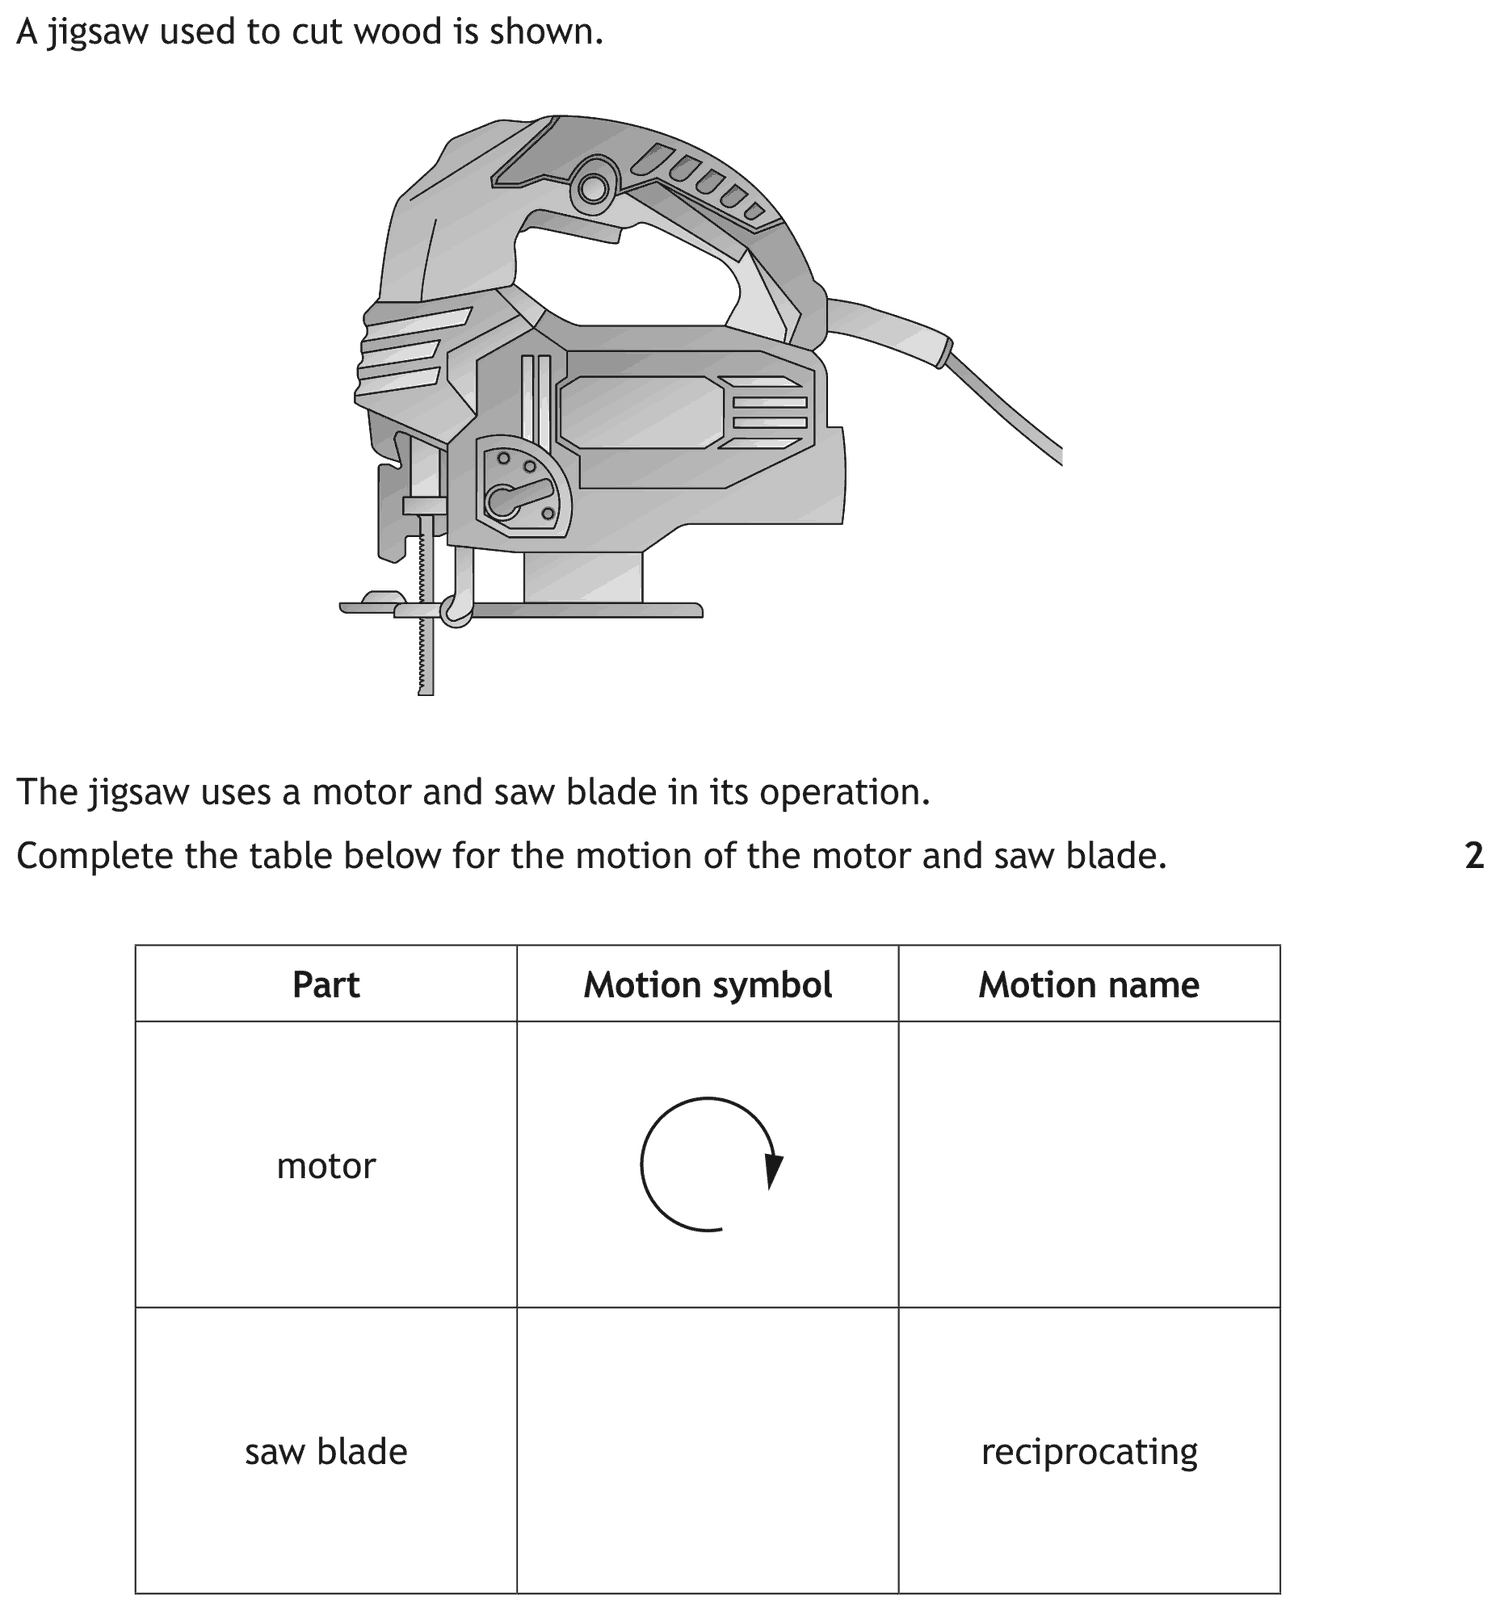 A jigsaw used to cut wood is shown.
The jigsaw uses a motor and saw blade in its operation.
Complete the table below for the motion of the motor and saw blade. 2
Part Motion symbol Motion name
motor
saw blade reciprocating